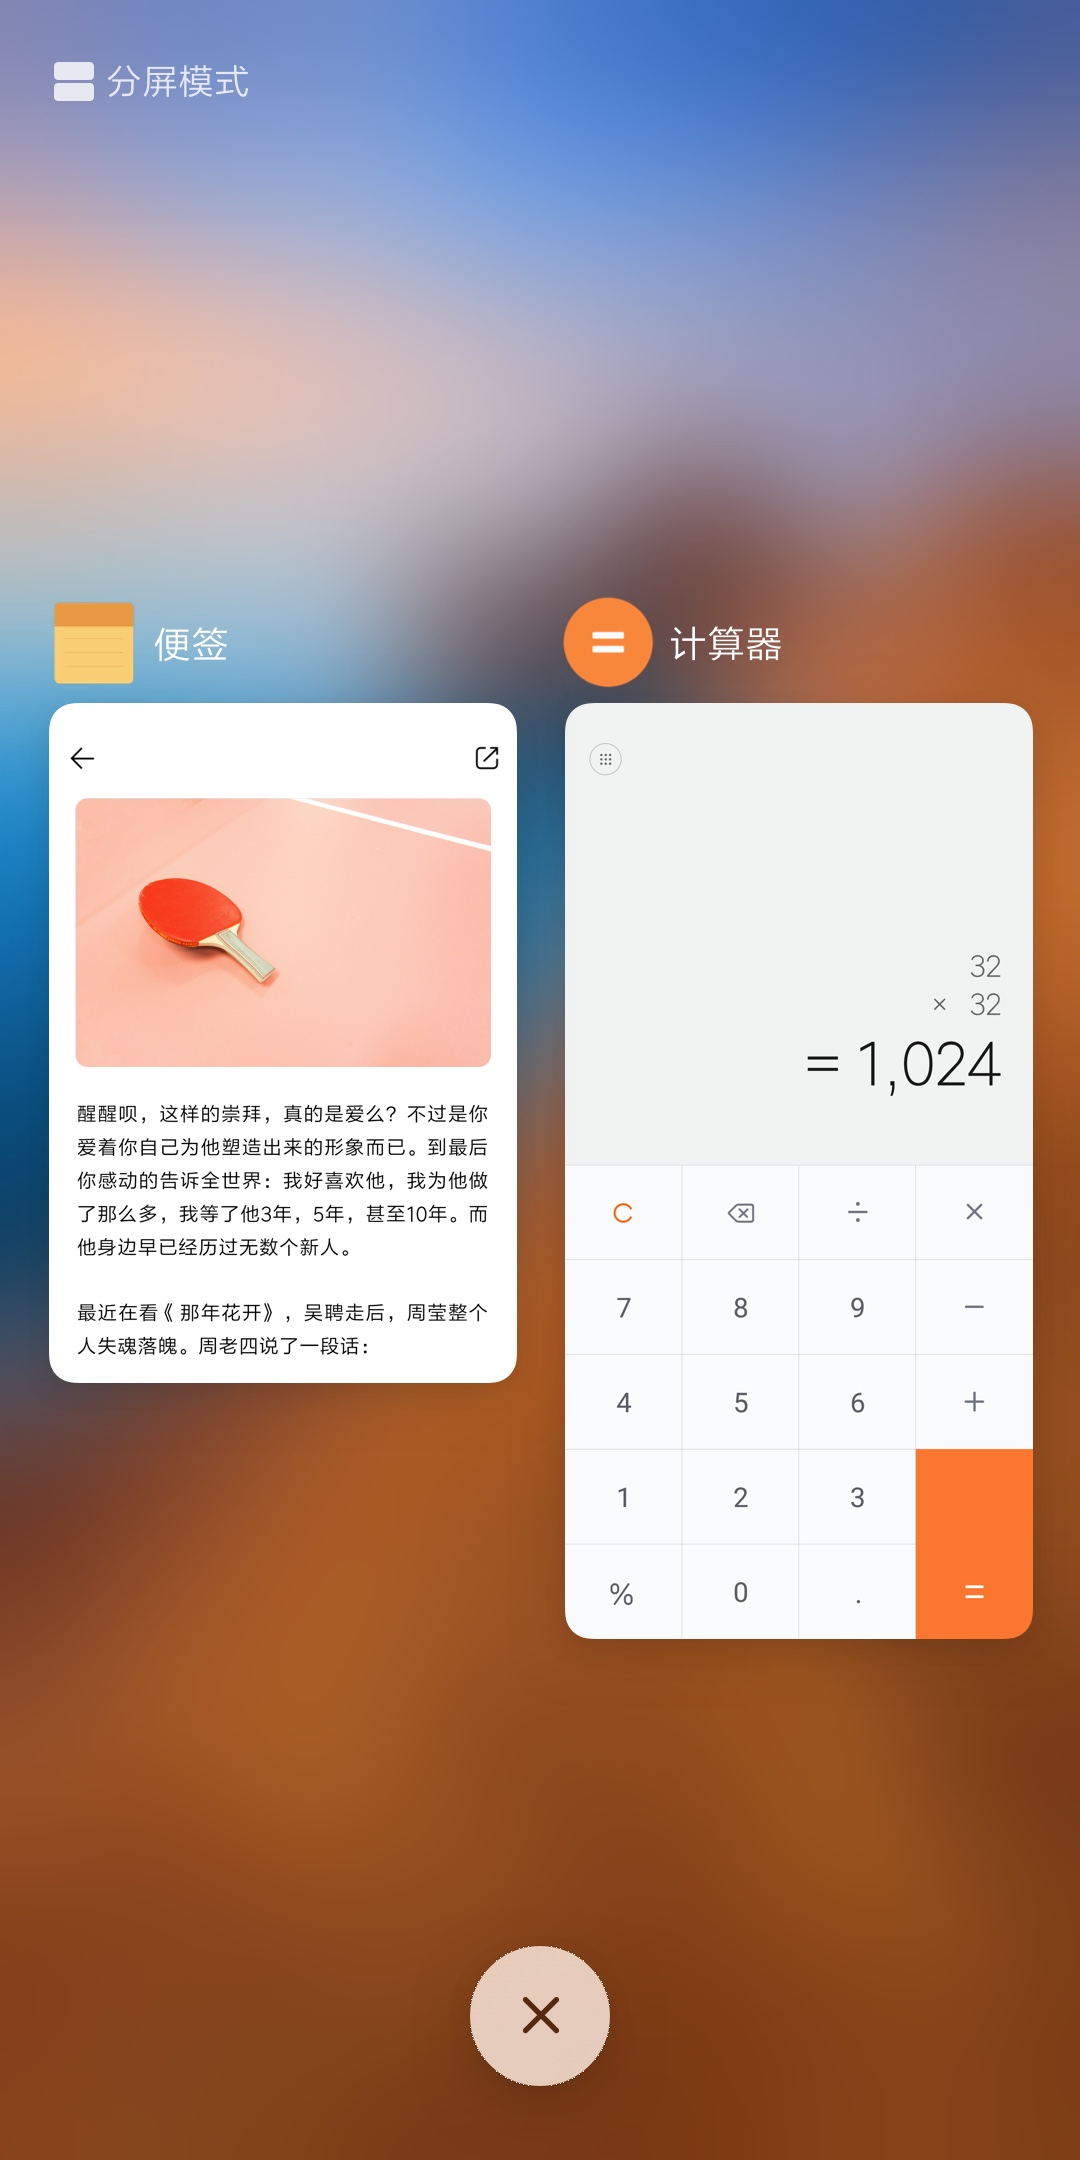 分屏模式
便签
醒醒呗，这样的崇拜，真的是爱么？不过是你
爱着你自己为他塑造出来的形象而已。到最后
你感动的告诉全世界：我好喜欢他，我为他做
了那么多，我等了他3年，5年，甚至10年。而
他身边早已经历过无数个新人。
最近在看《 那年花开》，吴聘走后，周莹整个
人失魂落魄。周老四说了一段话：
计算器
32
× 32
= 1,024
C ÷ ×
7 8 9 −
4 5 6 +
1 2 3
% 0 . =